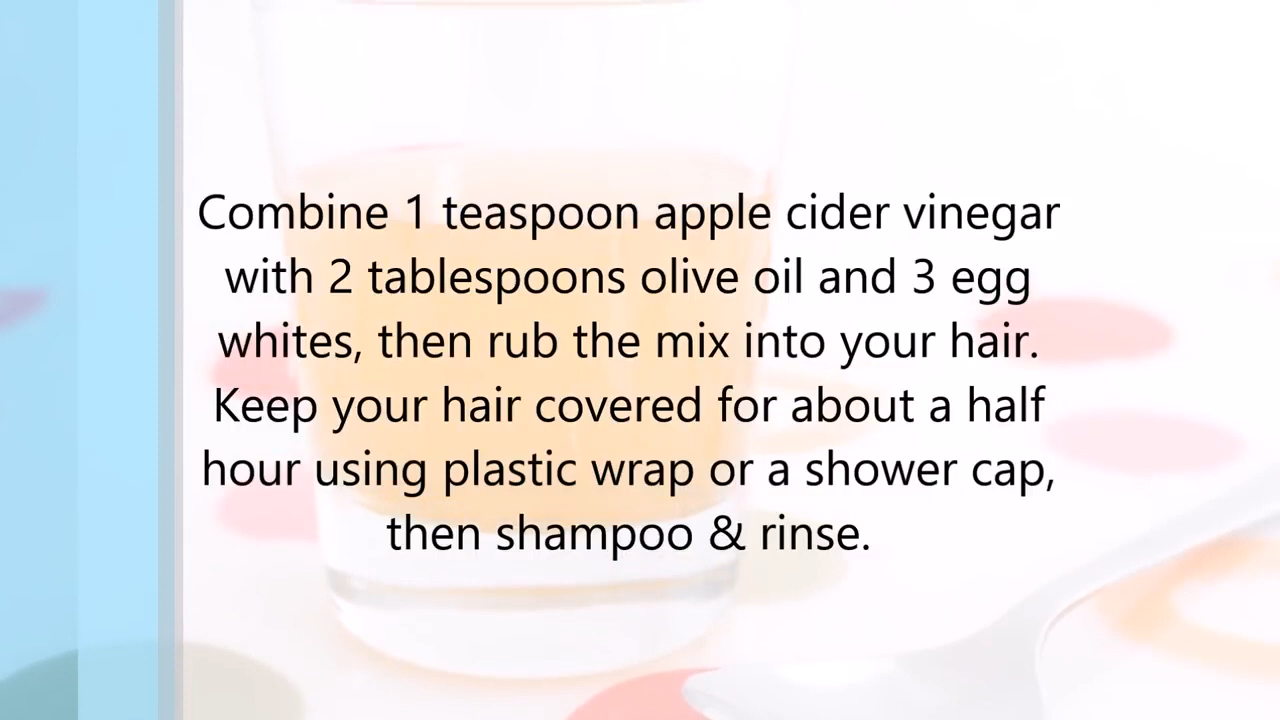 Combine 1 teaspoon apple cider vinegar
with 2 tablespoons olive oil and 3 egg
whites, then rub the mix into your hair.
Keep your hair covered for about a half
hour using plastic wrap or a shower cap,
then shampoo & rinse.